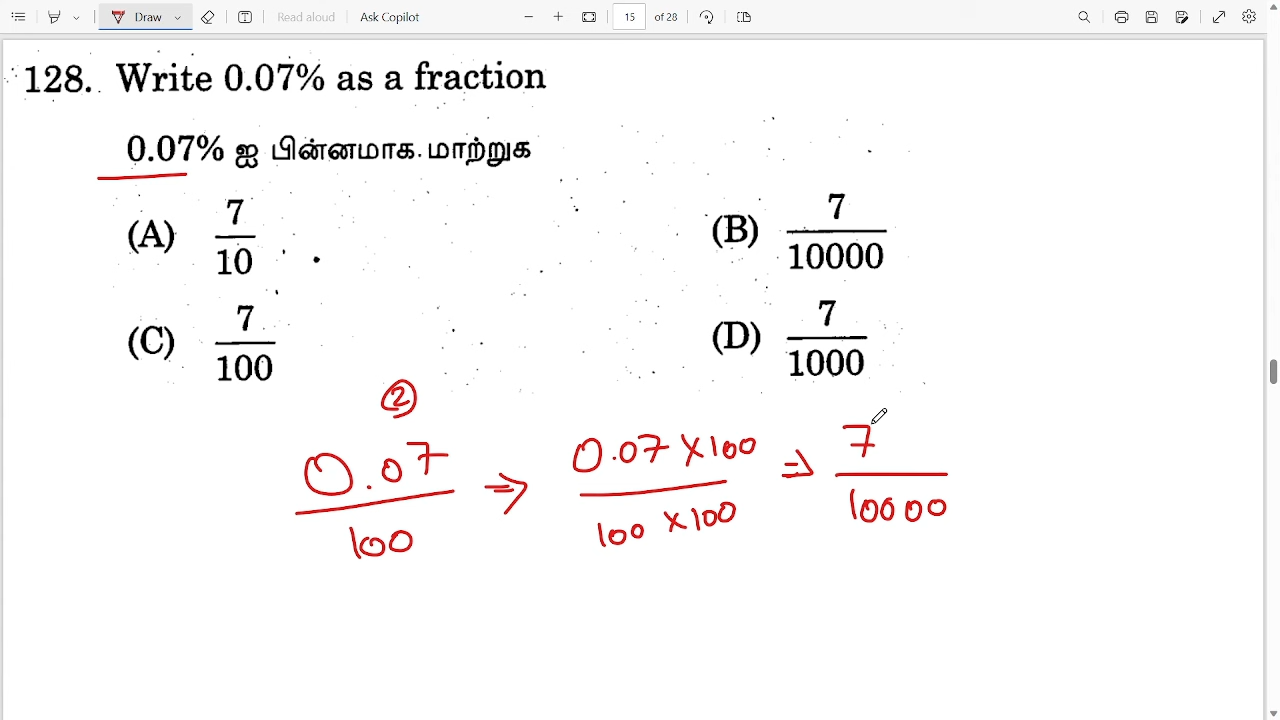 Draw
Read aloud
Ask Copilot
15 of 28
128. Write 0.07% as a fraction
0.07% ஐ பின்னமாக மாற்றுக
(A) 7/10
(B) 7/10000
(C) 7/100
(D) 7/1000
2
0.07/100 ⇒ 0.07 × 100/100 × 100 ⇒ 7/10000